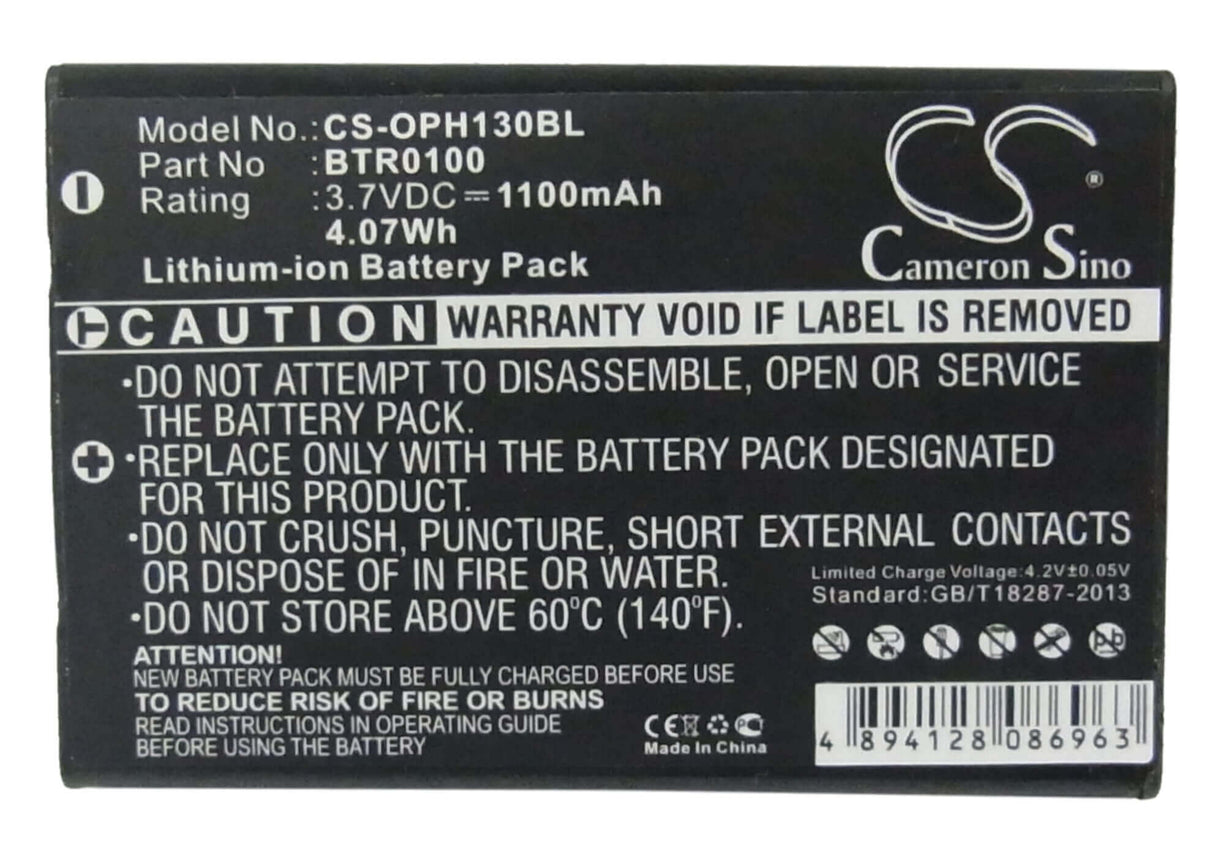 Model No.:CS-OPH130BL
Part No :BTR0100
Rating :3.7VDC⎓1100mAh
4.07Wh
Lithium-ion Battery Pack
CS ®
Cameron Sino
CAUTION WARRANTY VOID IF LABEL IS REMOVED
•DO NOT ATTEMPT TO DISASSEMBLE, OPEN OR SERVICE
THE BATTERY PACK.
•REPLACE ONLY WITH THE BATTERY PACK DESIGNATED
FOR THIS PRODUCT.
•DO NOT CRUSH, PUNCTURE, SHORT EXTERNAL CONTACTS
OR DISPOSE OF IN FIRE OR WATER.
•DO NOT STORE ABOVE 60°C (140°F).
Limited Charge Voltage:4.2V±0.05V
Standard:GB/T18287-2013
Pb
ATTENTION!
NEW BATTERY PACK MUST BE FULLY CHARGED BEFORE USE
TO REDUCE RISK OF FIRE OR BURNS
READ INSTRUCTIONS IN OPERATING GUIDE
BEFORE USING THE BATTERY
CE
Made In China
4 894128 086963